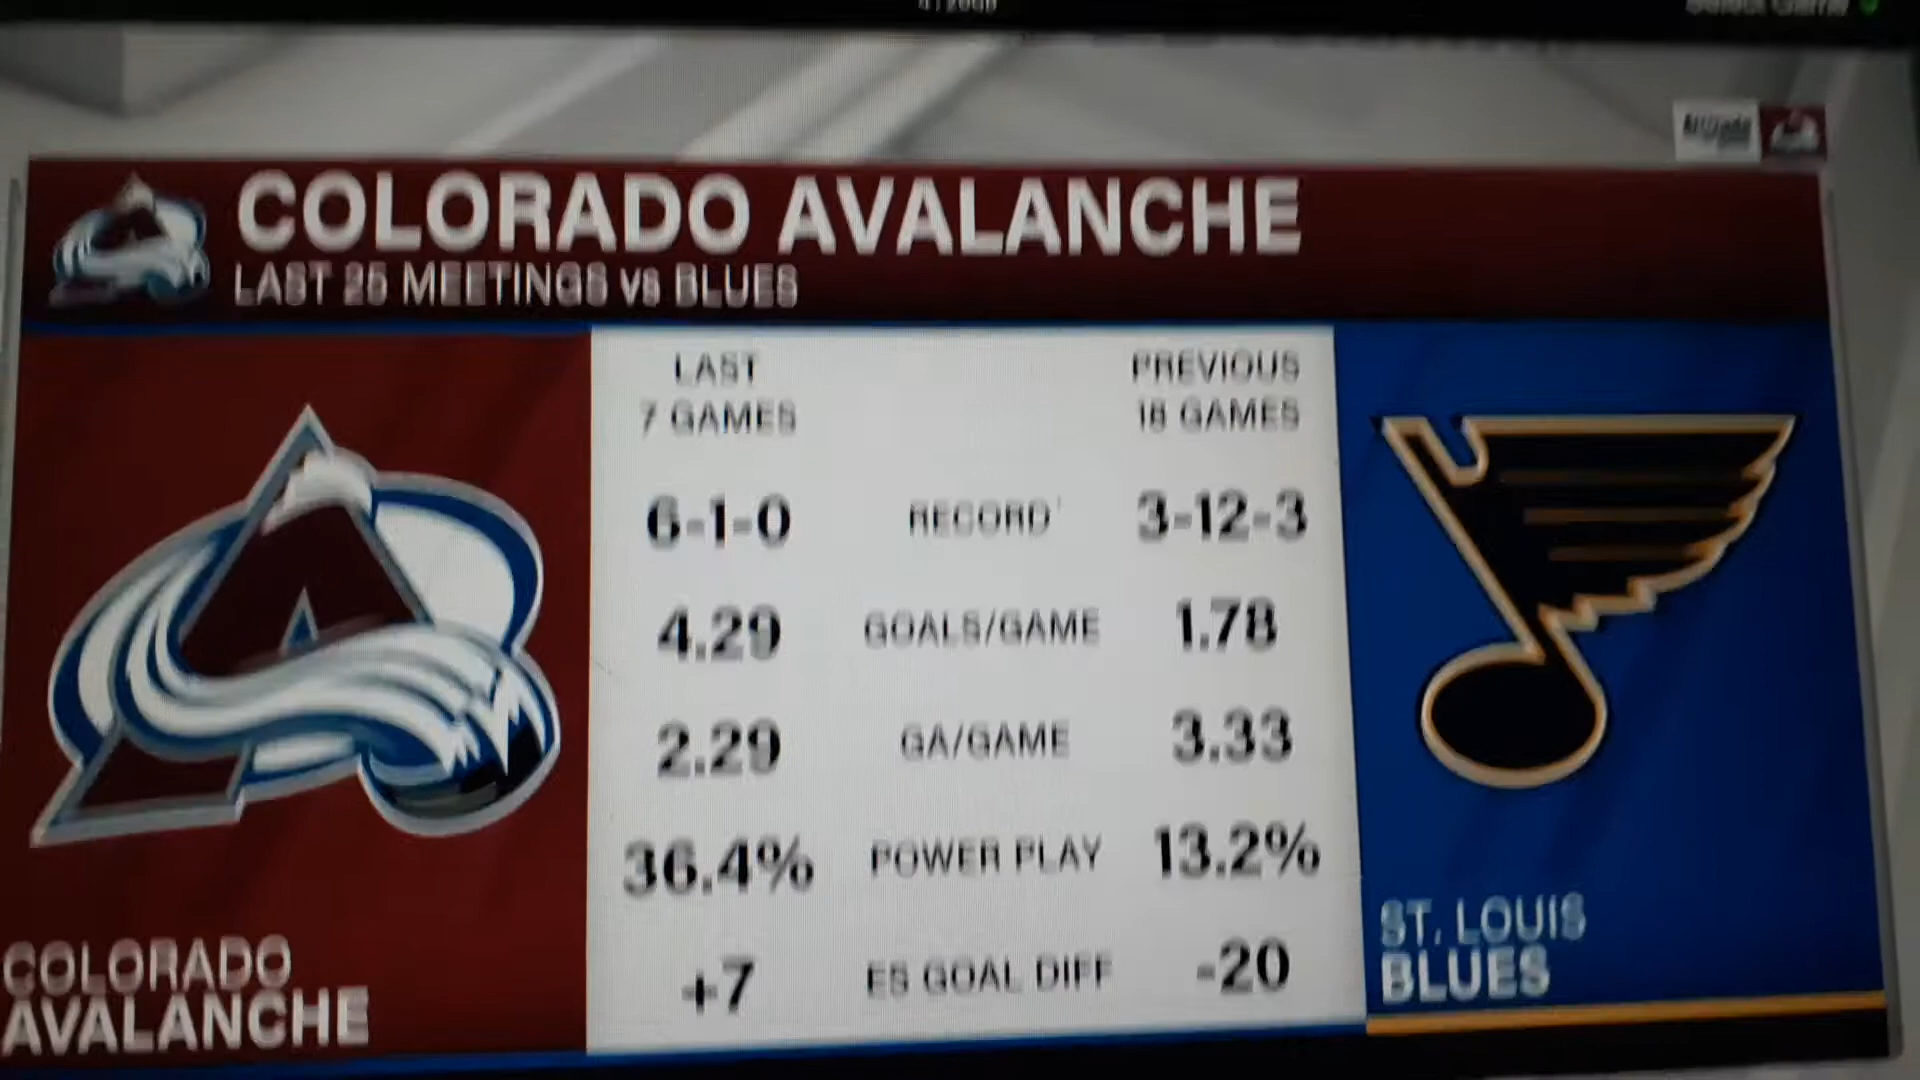 COLORADO AVALANCHE
LAST 25 MEETINGS vs BLUES
LAST
7 GAMES
PREVIOUS
18 GAMES
6-1-0 RECORD 3-12-3
4.29 GOALS/GAME 1.78
2.29 GA/GAME 3.33
36.4% POWER PLAY 13.2%
+7 ES GOAL DIFF -20
COLORADO
AVALANCHE
ST. LOUIS
BLUES